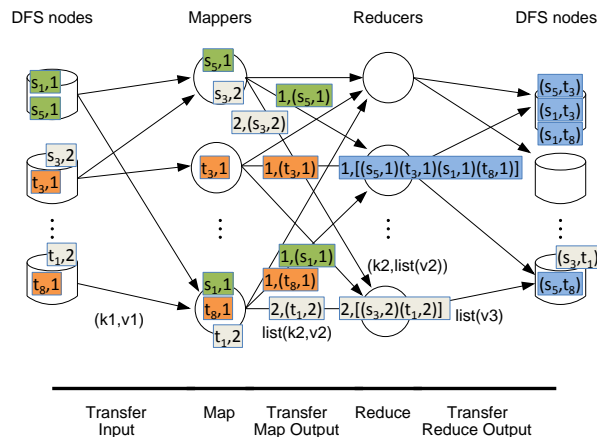 DFS nodes Mappers Reducers DFS nodes
s₁,1
s₅,1
s₅,1
s₃,2
1,(s₅,1)
2,(s₃,2)
(s₅,t₃)
(s₁,t₃)
(s₁,t₈)
s₃,2
t₃,1
t₃,1
1,(t₃,1)
1,[(s₅,1)(t₃,1)(s₁,1)(t₈,1)]
...
...
...
...
t₁,2
t₈,1
s₁,1
t₈,1
t₁,2
1,(s₁,1)
1,(t₈,1)
2,(t₁,2)
(k2,list(v2))
2,[(s₃,2)(t₁,2)]
(s₃,t₁)
(s₅,t₈)
(k1,v1)
list(k2,v2)
list(v3)
Transfer Input
Map
Transfer Map Output
Reduce
Transfer Reduce Output